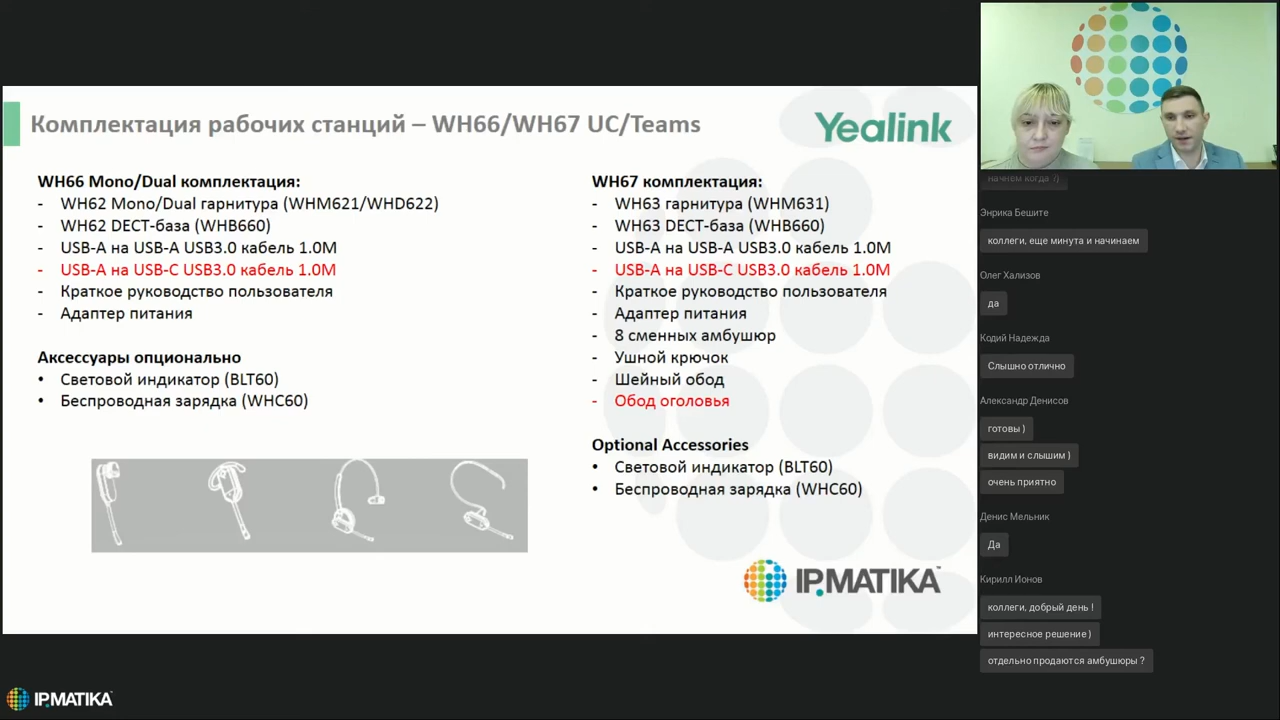 Комплектация рабочих станций – WH66/WH67 UC/Teams
Yealink
WH66 Mono/Dual комплектация:
- WH62 Mono/Dual гарнитура (WHM621/WHD622)
- WH62 DECT-база (WHB660)
- USB-A на USB-A USB3.0 кабель 1.0M
- USB-A на USB-C USB3.0 кабель 1.0M
- Краткое руководство пользователя
- Адаптер питания
Аксессуары опционально
• Световой индикатор (BLT60)
• Беспроводная зарядка (WHC60)
WH67 комплектация:
- WH63 гарнитура (WHM631)
- WH63 DECT-база (WHB660)
- USB-A на USB-A USB3.0 кабель 1.0M
- USB-A на USB-C USB3.0 кабель 1.0M
- Краткое руководство пользователя
- Адаптер питания
- 8 сменных амбушюр
- Ушной крючок
- Шейный обод
- Обод оголовья
Optional Accessories
• Световой индикатор (BLT60)
• Беспроводная зарядка (WHC60)
IPMATIKA™
IPMATIKA
начнем когда ?)
Энрика Бешите
коллеги, еще минута и начинаем
Олег Хализов
да
Кодий Надежда
Слышно отлично
Александр Денисов
готовы )
видим и слышим )
очень приятно
Денис Мельник
Да
Кирилл Ионов
коллеги, добрый день !
интересное решение )
отдельно продаются амбушюры ?